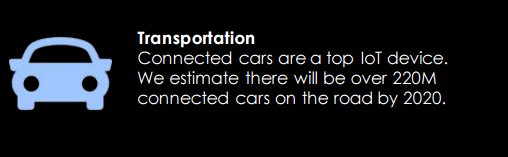 Transportation
Connected cars are a top IoT device.
We estimate there will be over 220M
connected cars on the road by 2020.